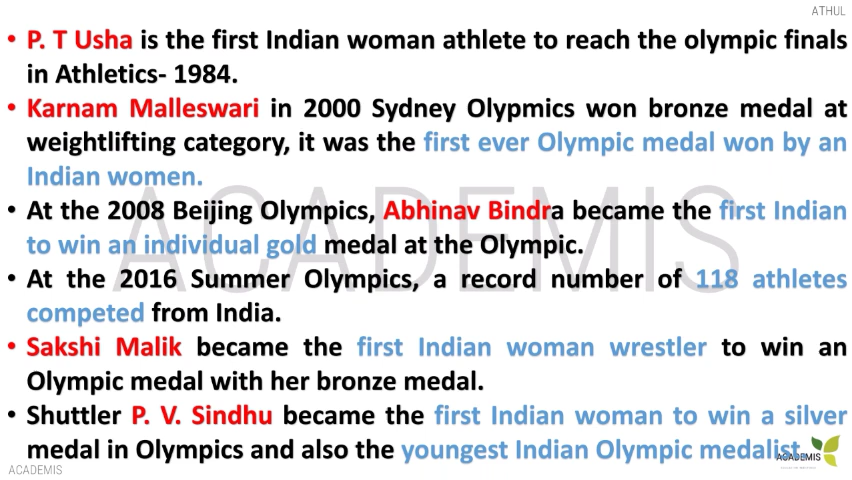 ATHUL
• P. T Usha is the first Indian woman athlete to reach the olympic finals
in Athletics- 1984.
• Karnam Malleswari in 2000 Sydney Olypmics won bronze medal at
weightlifting category, it was the first ever Olympic medal won by an
Indian women.
• At the 2008 Beijing Olympics, Abhinav Bindra became the first Indian
to win an individual gold medal at the Olympic.
ACADEMIS
• At the 2016 Summer Olympics, a record number of 118 athletes
competed from India.
• Sakshi Malik became the first Indian woman wrestler to win an
Olympic medal with her bronze medal.
• Shuttler P. V. Sindhu became the first Indian woman to win a silver
medal in Olympics and also the youngest Indian Olympic medalist.
ACADEMIS
ACADEMIS